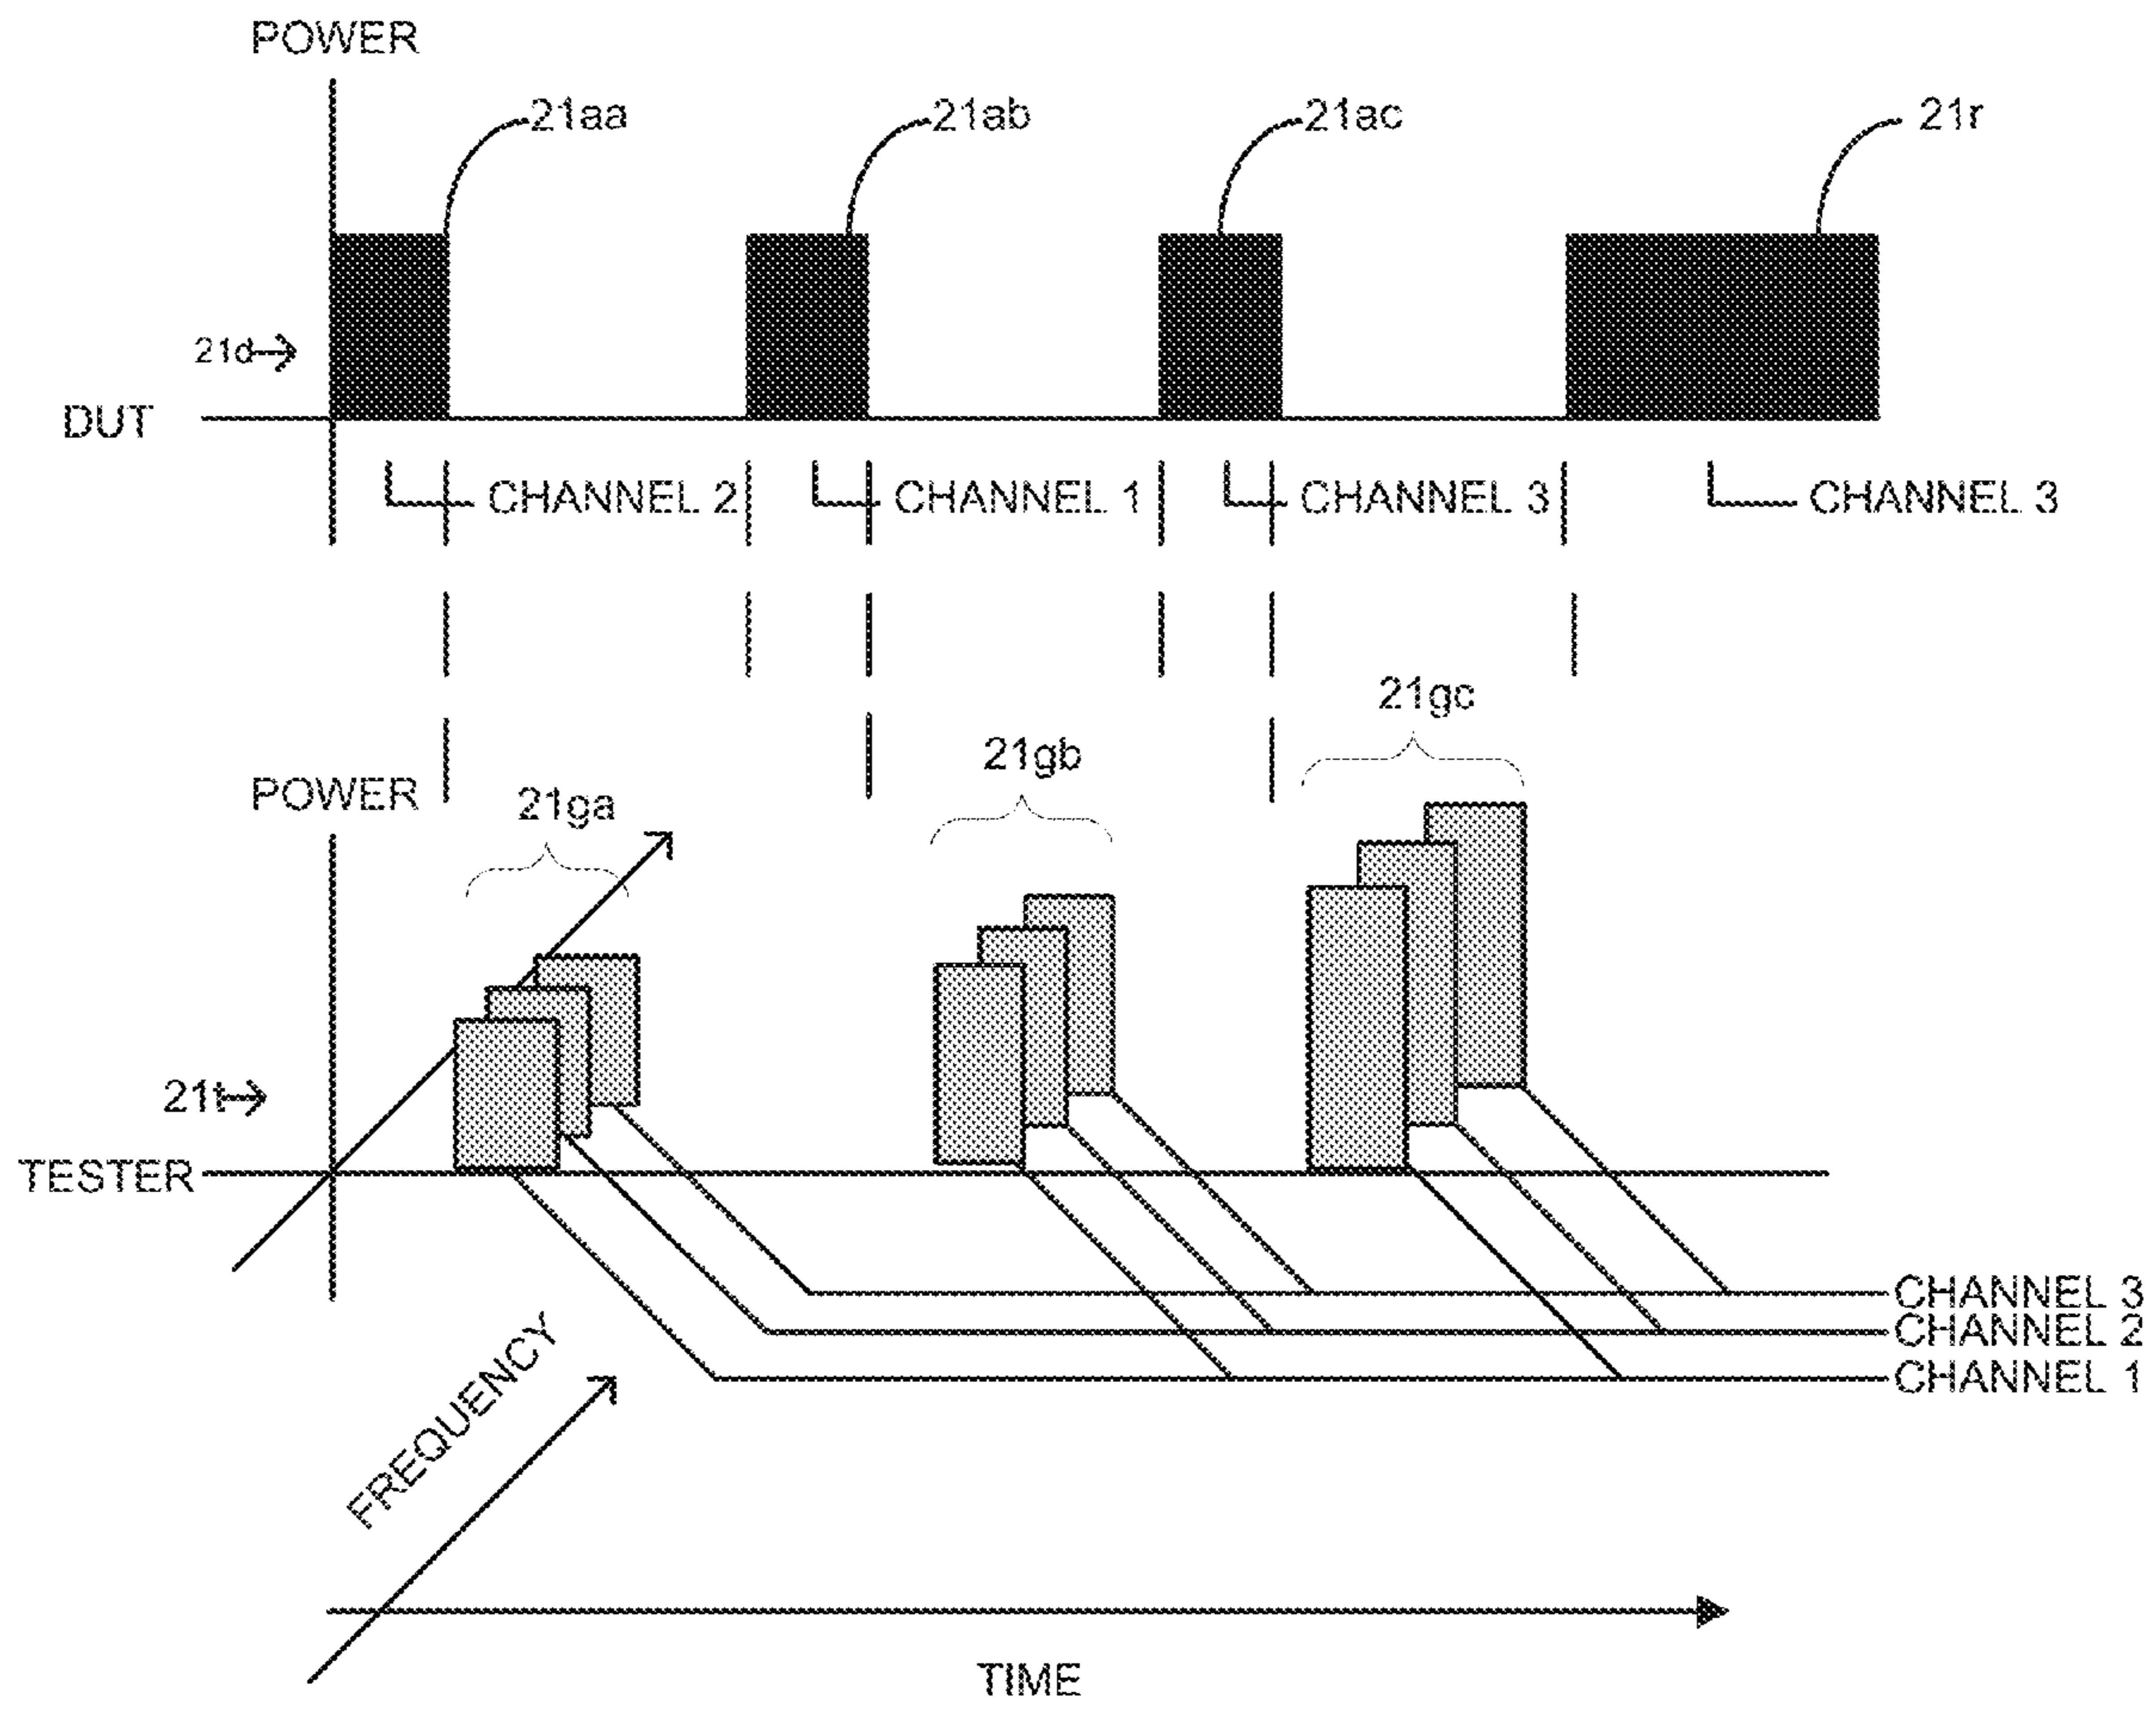 POWER
21aa
21ab
21ac
21r
21d
DUT
CHANNEL 2
CHANNEL 1
CHANNEL 3
CHANNEL 3
21gc
21gb
POWER
21ga
21t
TESTER
CHANNEL 3
CHANNEL 2
CHANNEL 1
FREQUENCY
TIME